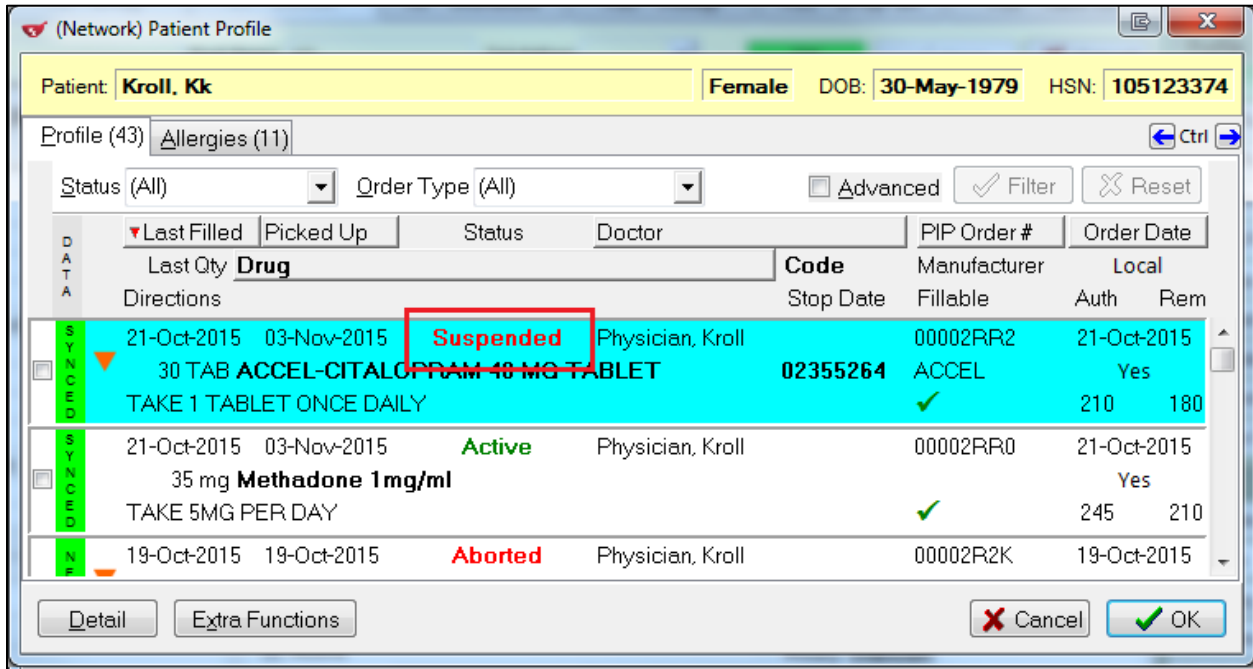 (Network) Patient Profile
Patient: Kroll, Kk Female DOB: 30-May-1979 HSN: 105123374
Profile (43) Allergies (11) Ctrl
Status (All) Order Type (All) Advanced Filter Reset
DATA
Last Filled Picked Up Status Doctor PIP Order # Order Date
Last Qty Drug Code Manufacturer Local
Directions Stop Date Fillable Auth Rem
SYNCED
21-Oct-2015 03-Nov-2015 Suspended Physician, Kroll 00002RR2 21-Oct-2015
30 TAB ACCEL-CITALOPRAM 40 MG TABLET 02355264 ACCEL Yes
TAKE 1 TABLET ONCE DAILY 210 180
SYNCED
21-Oct-2015 03-Nov-2015 Active Physician, Kroll 00002RR0 21-Oct-2015
35 mg Methadone 1mg/ml Yes
TAKE 5MG PER DAY 245 210
19-Oct-2015 19-Oct-2015 Aborted Physician, Kroll 00002R2K 19-Oct-2015
Detail Extra Functions Cancel OK